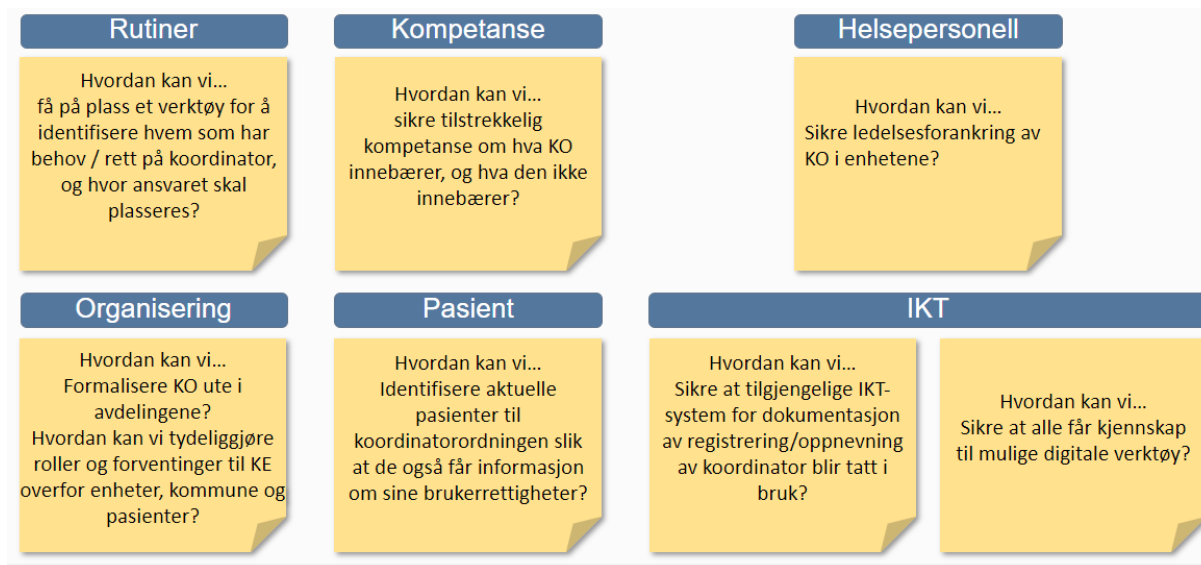 Rutiner
Hvordan kan vi...
få på plass et verktøy for å
identifisere hvem som har
behov / rett på koordinator,
og hvor ansvaret skal
plasseres?
Kompetanse
Hvordan kan vi...
sikre tilstrekkelig
kompetanse om hva KO
innebærer, og hva den ikke
innebærer?
Helsepersonell
Hvordan kan vi...
Sikre ledelsesforankring av
KO i enhetene?
Organisering
Hvordan kan vi...
Formalisere KO ute i
avdelingene?
Hvordan kan vi tydeliggjøre
roller og forventinger til KE
overfor enheter, kommune og
pasienter?
Pasient
Hvordan kan vi...
Identifisere aktuelle
pasienter til
koordinatorordningen slik
at de også får informasjon
om sine brukerrettigheter?
IKT
Hvordan kan vi...
Sikre at tilgjengelige IKT-
system for dokumentasjon
av registrering/oppnevning
av koordinator blir tatt i
bruk?
Hvordan kan vi...
Sikre at alle får kjennskap
til mulige digitale verktøy?